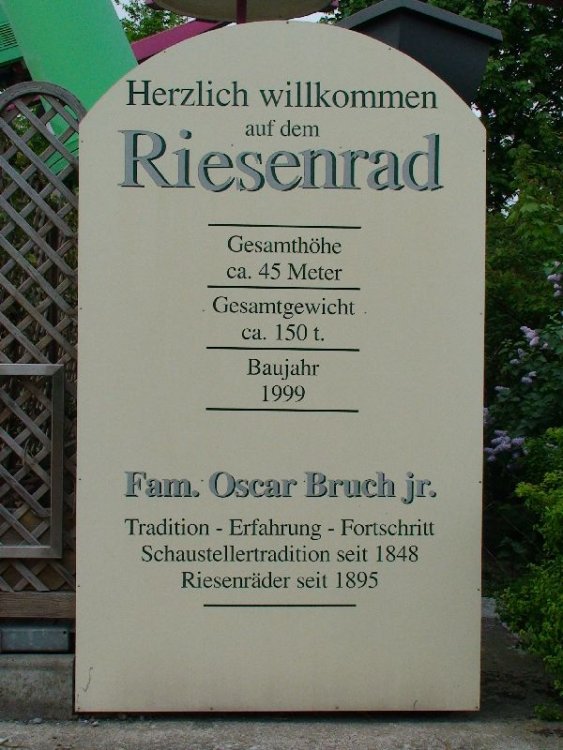 Herzlich willkommen
auf dem
Riesenrad
Gesamthöhe
ca. 45 Meter
Gesamtgewicht
ca. 150 t.
Baujahr
1999
Fam. Oscar Bruch jr.
Tradition - Erfahrung - Fortschritt
Schaustellertradition seit 1848
Riesenräder seit 1895